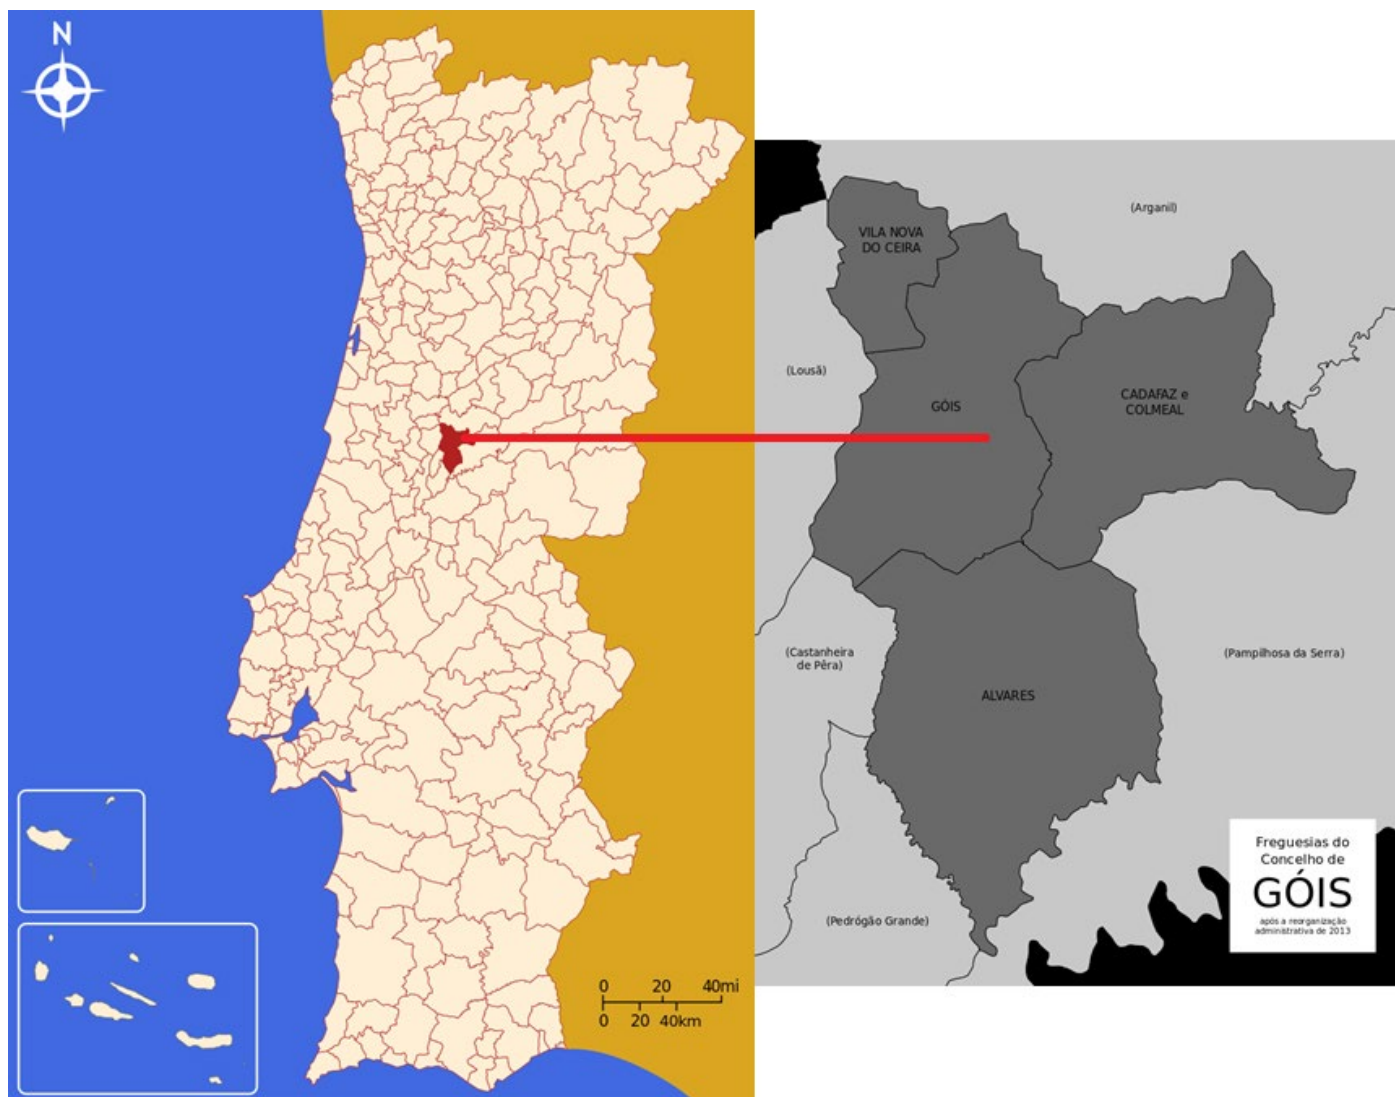 N
0 20 40mi
0 20 40km
(Arganil)
VILA NOVA
DO CEIRA
(Lousã)
GÓIS
CADAFAZ e
COLMEAL
(Castanheira
de Pêra)
(Pampilhosa da Serra)
ALVARES
(Pedrógão Grande)
Freguesias do
Concelho de
GÓIS
após a reorganização
administrativa de 2013